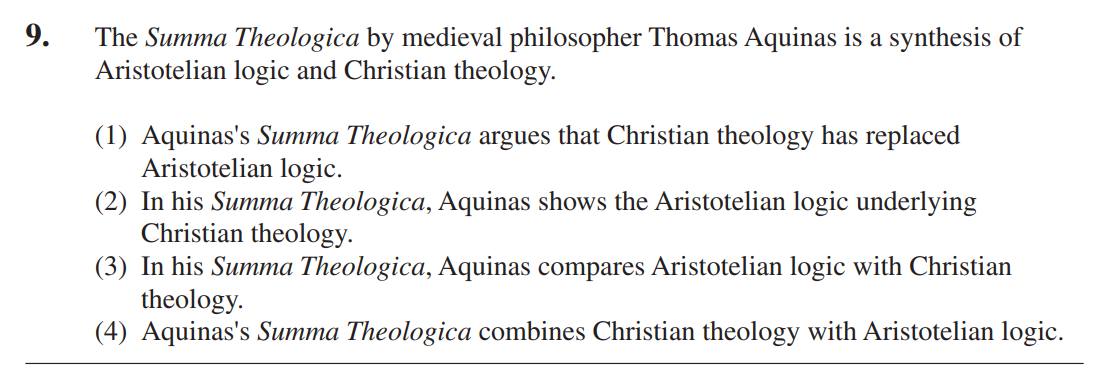 9. The Summa Theologica by medieval philosopher Thomas Aquinas is a synthesis of
Aristotelian logic and Christian theology.
(1) Aquinas's Summa Theologica argues that Christian theology has replaced
Aristotelian logic.
(2) In his Summa Theologica, Aquinas shows the Aristotelian logic underlying
Christian theology.
(3) In his Summa Theologica, Aquinas compares Aristotelian logic with Christian
theology.
(4) Aquinas's Summa Theologica combines Christian theology with Aristotelian logic.